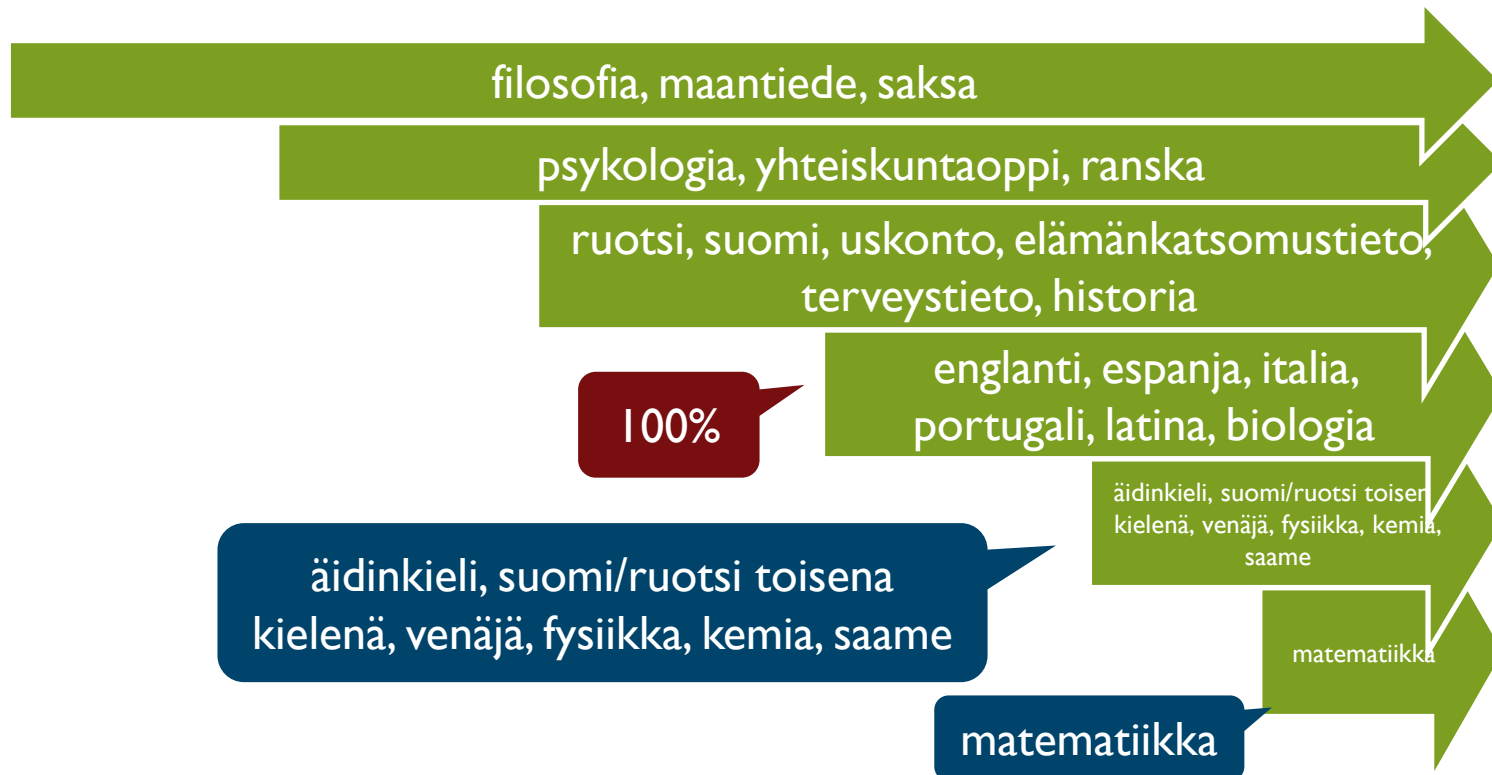 filosofia, maantiede, saksa
psykologia, yhteiskuntaoppi, ranska
ruotsi, suomi, uskonto, elämänkatsomustieto,
terveystieto, historia
englanti, espanja, italia,
portugali, latina, biologia
100%
äidinkieli, suomi/ruotsi toisena
kielenä, venäjä, fysiikka, kemia,
saame
äidinkieli, suomi/ruotsi toisena
kielenä, venäjä, fysiikka, kemia, saame
matematiikka
matematiikka